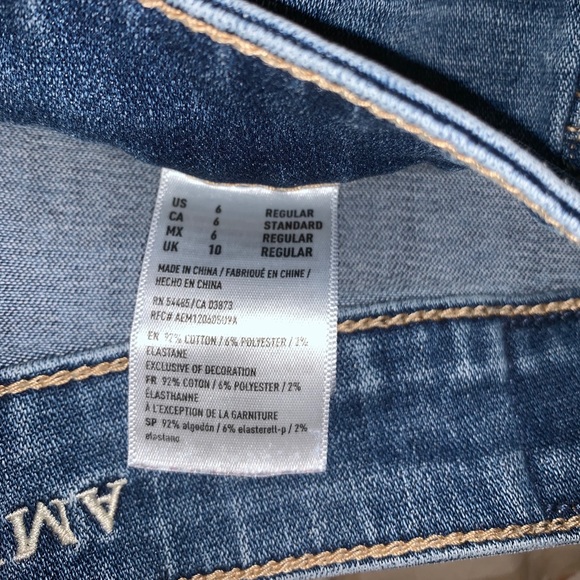 US 6 REGULAR
CA 6 STANDARD
MX 6 REGULAR
UK 10 REGULAR
MADE IN CHINA / FABRIQUÉ EN CHINE /
HECHO EN CHINA
RN 54485/CA 03873
EN 92% COTTON / 6% POLYESTER / 2%
ELASTANE
EXCLUSIVE OF DECORATION
FR 92% COTON / 6% POLYESTER / 2%
ÉLASTHANNE
À L'EXCEPTION DE LA GARNITURE
SP 92% algodón / 6% elasterell-p / 2%
elastano
AM